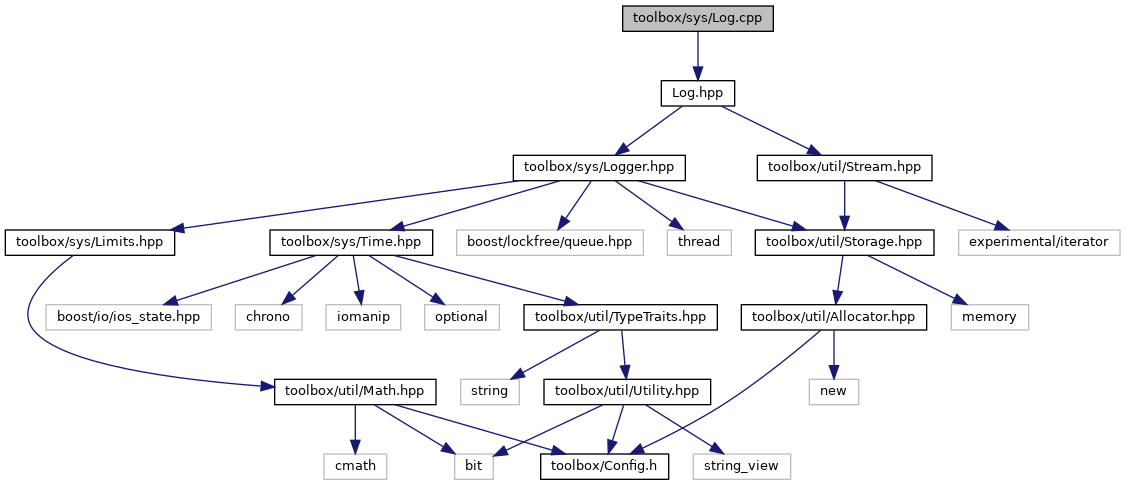 toolbox/sys/Log.cpp
Log.hpp
toolbox/sys/Logger.hpp
toolbox/util/Stream.hpp
toolbox/sys/Limits.hpp
toolbox/sys/Time.hpp
boost/lockfree/queue.hpp
thread
toolbox/util/Storage.hpp
experimental/iterator
boost/io/ios_state.hpp
chrono
iomanip
optional
toolbox/util/TypeTraits.hpp
toolbox/util/Allocator.hpp
memory
toolbox/util/Math.hpp
string
toolbox/util/Utility.hpp
new
cmath
bit
toolbox/Config.h
string_view